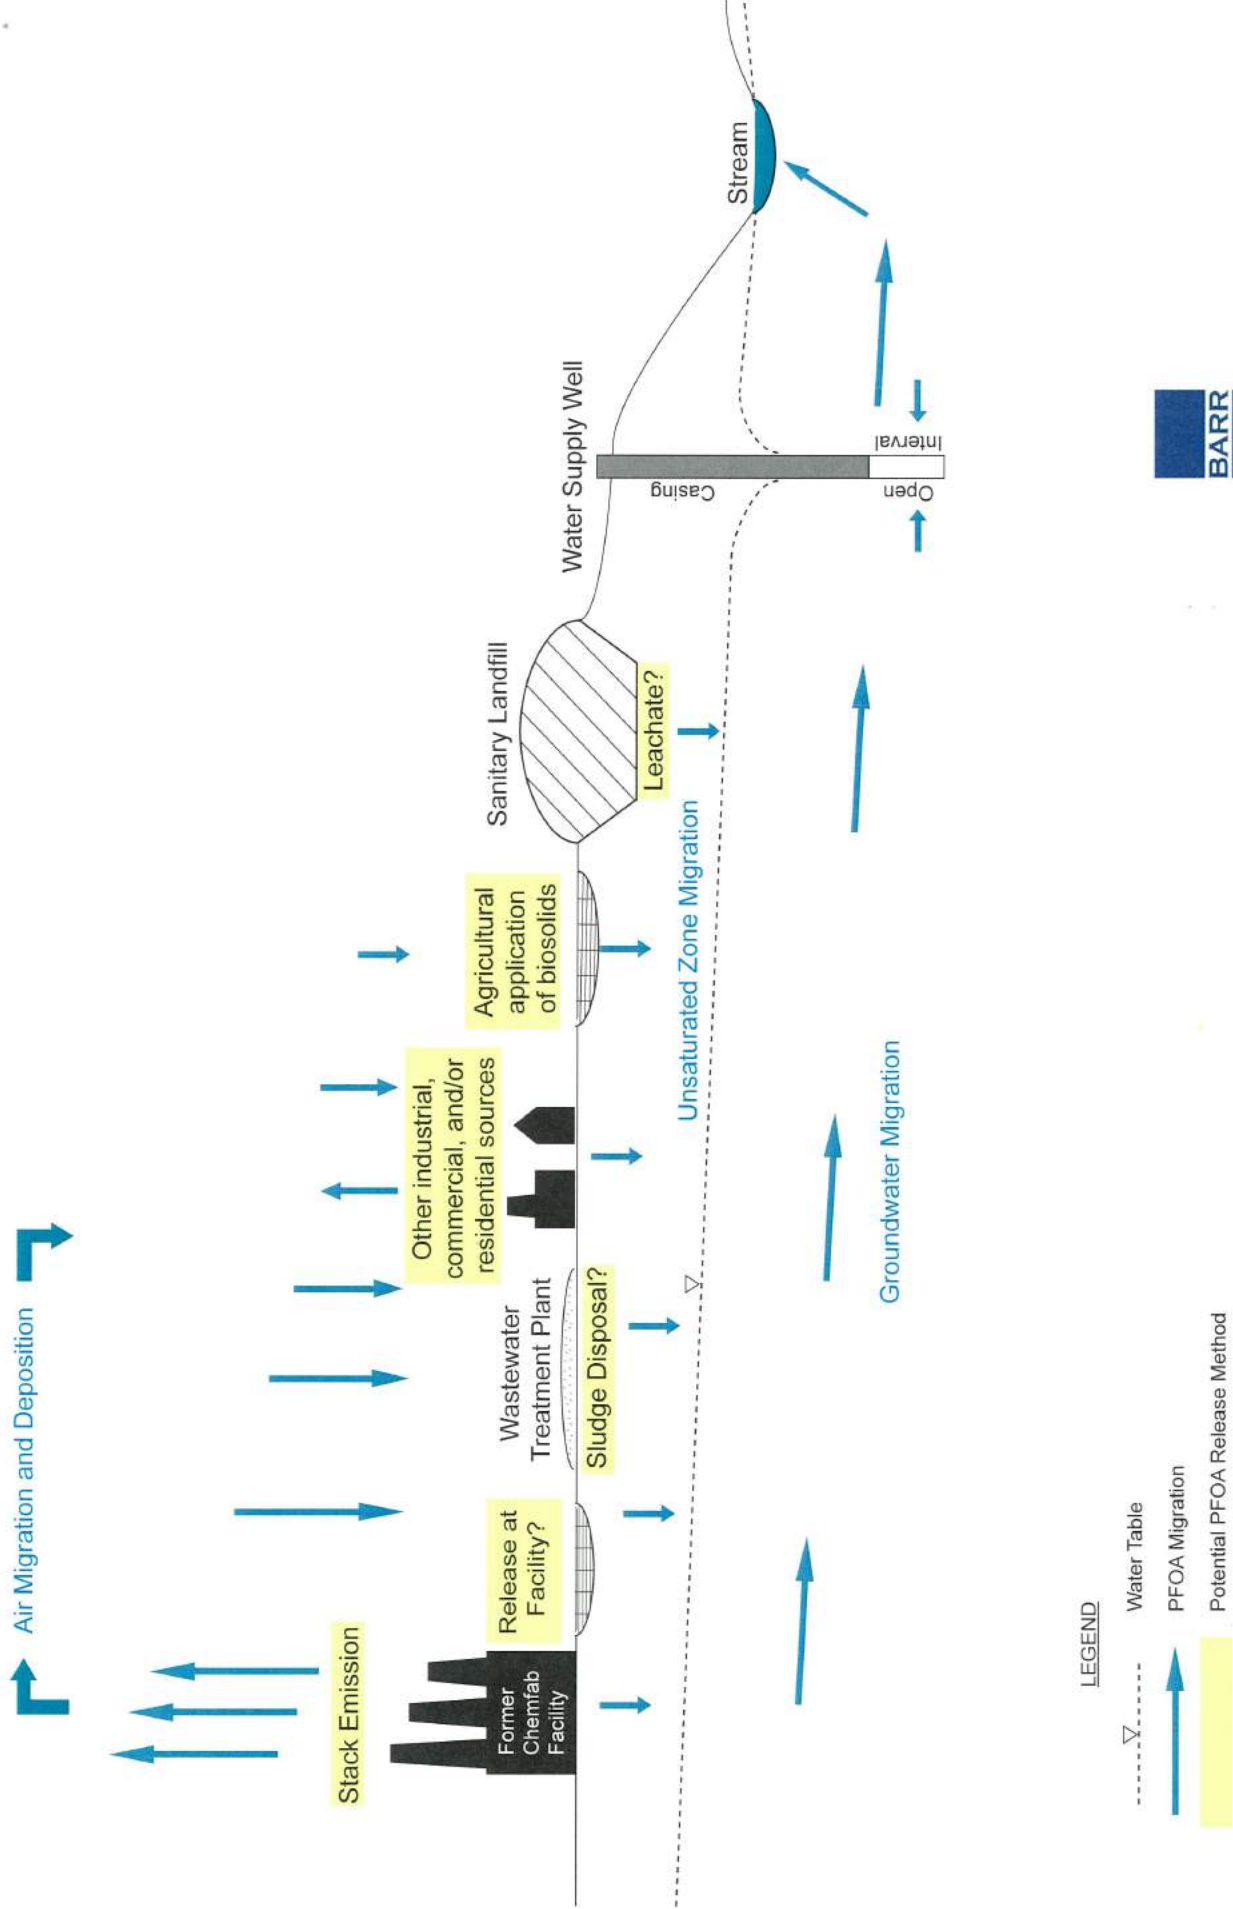 Air Migration and Deposition
Stack Emission
Former
Chemfab
Facility
Release at
Facility?
Wastewater
Treatment Plant
Sludge Disposal?
Other industrial,
commercial, and/or
residential sources
Agricultural
application
of biosolids
Sanitary Landfill
Leachate?
Water Supply Well
Casing
Open
Interval
Stream
Unsaturated Zone Migration
Groundwater Migration
LEGEND
Water Table
PFOA Migration
Potential PFOA Release Method
BARR